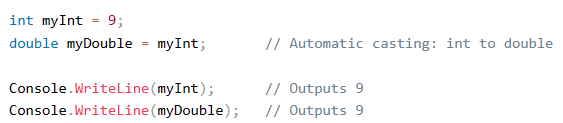 int myInt = 9;
double myDouble = myInt;       // Automatic casting: int to double
Console.WriteLine(myInt);      // Outputs 9
Console.WriteLine(myDouble);   // Outputs 9